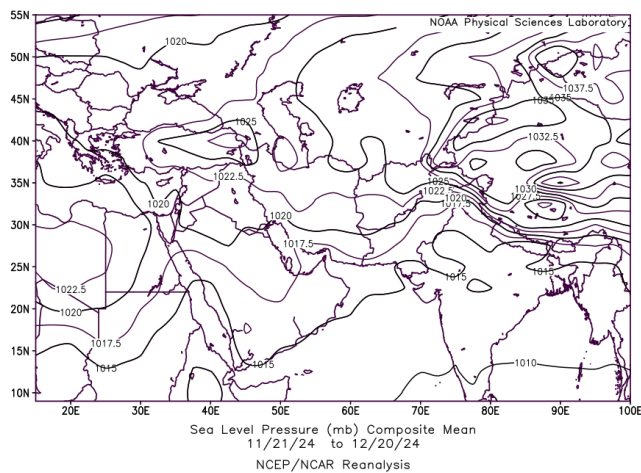 NOAA Physical Sciences Laboratory
55N
50N
45N
40N
35N
30N
25N
20N
15N
10N
1020
1037.5
1035
1035
1025
1032.5
1022.5
1025
1022.5
1020
1017.5
1030
1027.5
1020
1020
1017.5
1015
1015
1022.5
1020
1017.5
1015
1015
1010
20E 30E 40E 50E 60E 70E 80E 90E 100E
Sea Level Pressure (mb) Composite Mean
11/21/24 to 12/20/24
NCEP/NCAR Reanalysis